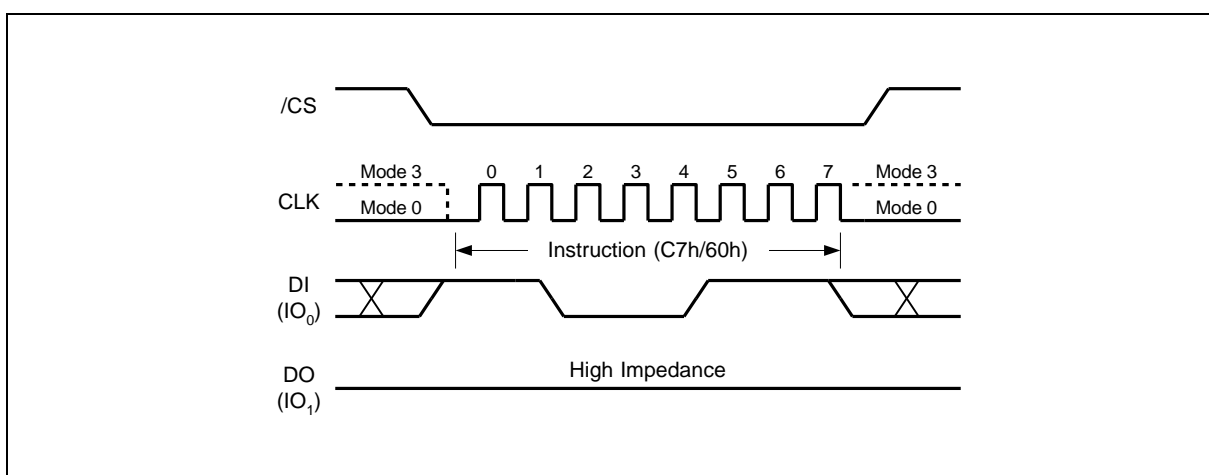 /CS
Mode 3 0 1 2 3 4 5 6 7 Mode 3
CLK
Mode 0 Mode 0
Instruction (C7h/60h)
DI
(IO0)
High Impedance
DO
(IO1)